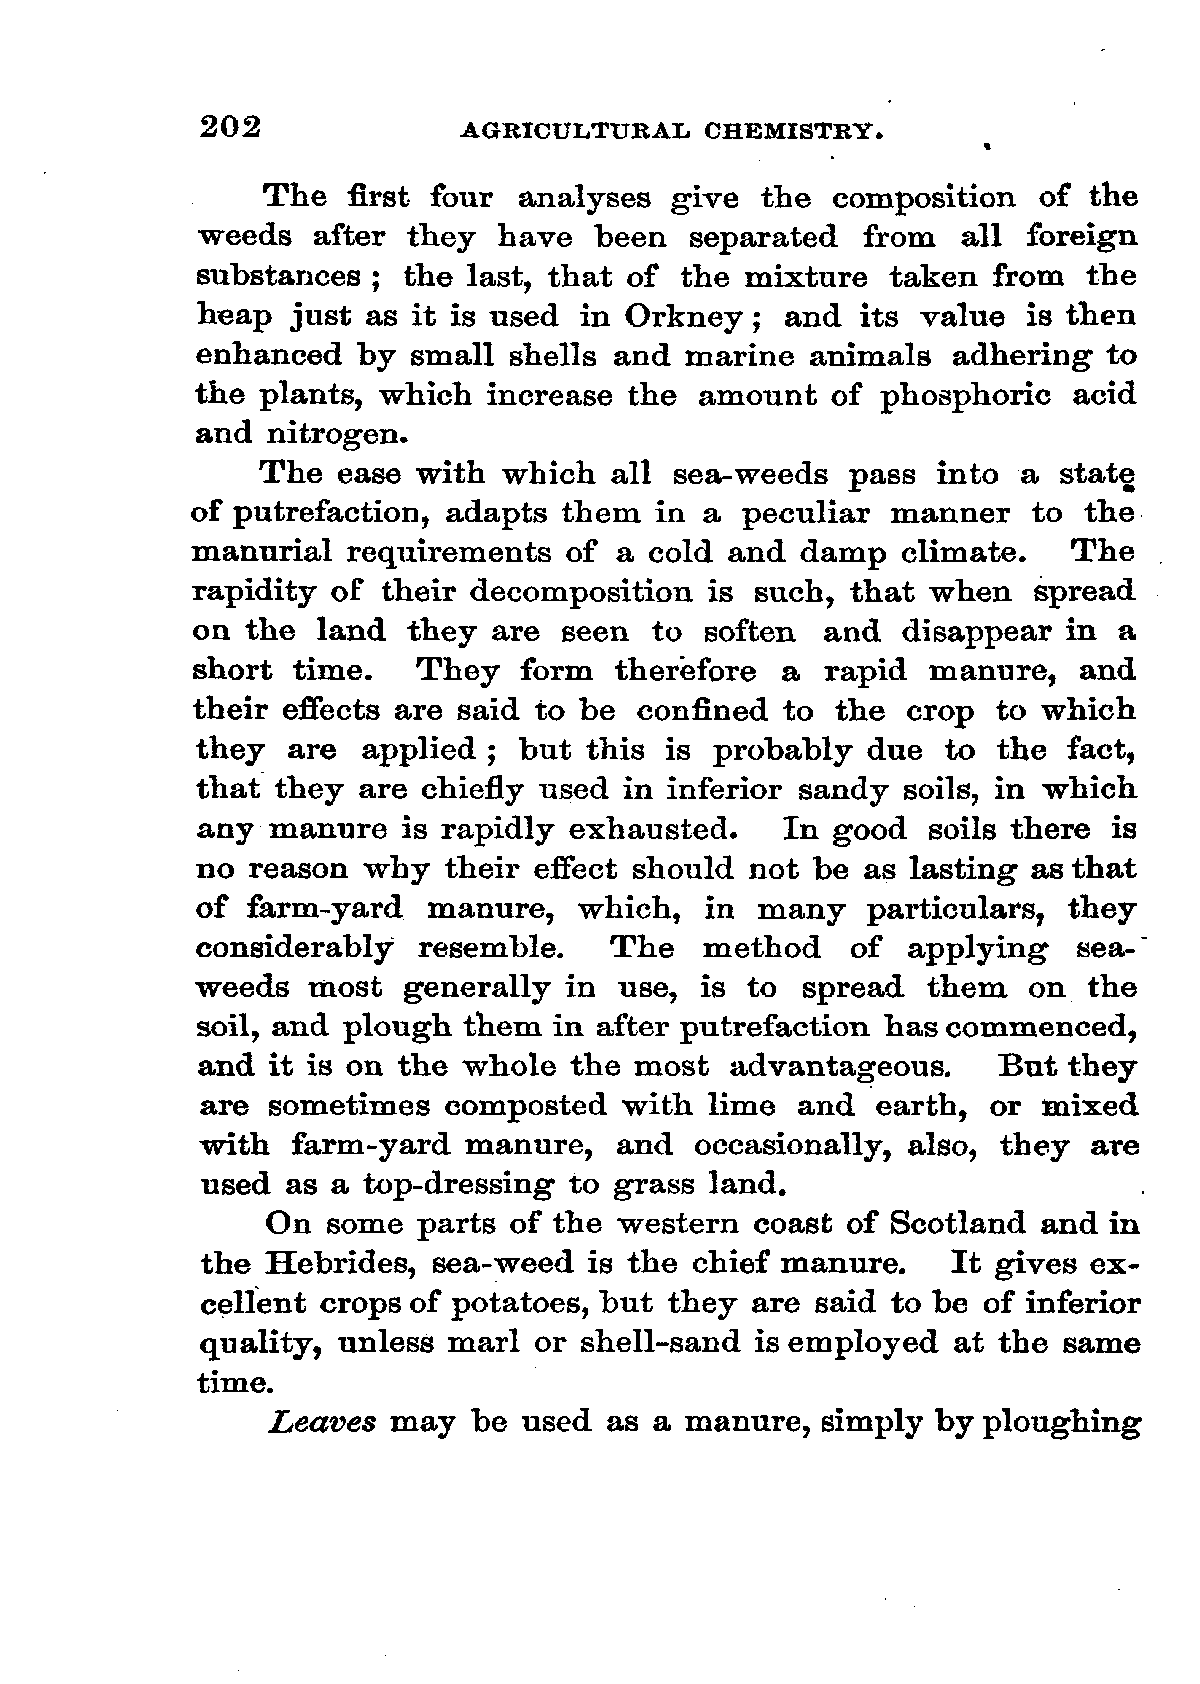 202 AGRICULTURAL CHEMISTRY.
The first four analyses give the composition of the
weeds after they have been separated from all foreign
substances ; the last, that of the mixture taken from the
heap just as it is used in Orkney ; and its value is then
enhanced by small shells and marine animals adhering to
the plants, which increase the amount of phosphoric acid
and nitrogen.
The ease with which all sea-weeds pass into a state
of putrefaction, adapts them in a peculiar manner to the
manurial requirements of a cold and damp climate. The
rapidity of their decomposition is such, that when spread
on the land they are seen to soften and disappear in a
short time. They form therefore a rapid manure, and
their effects are said to be confined to the crop to which
they are applied ; but this is probably due to the fact,
that they are chiefly used in inferior sandy soils, in which
any manure is rapidly exhausted. In good soils there is
no reason why their effect should not be as lasting as that
of farm-yard manure, which, in many particulars, they
considerably resemble. The method of applying sea-
weeds most generally in use, is to spread them on the
soil, and plough them in after putrefaction has commenced,
and it is on the whole the most advantageous. But they
are sometimes composted with lime and earth, or mixed
with farm-yard manure, and occasionally, also, they are
used as a top-dressing to grass land.
On some parts of the western coast of Scotland and in
the Hebrides, sea-weed is the chief manure. It gives ex-
cellent crops of potatoes, but they are said to be of inferior
quality, unless marl or shell-sand is employed at the same
time.
Leaves may be used as a manure, simply by ploughing